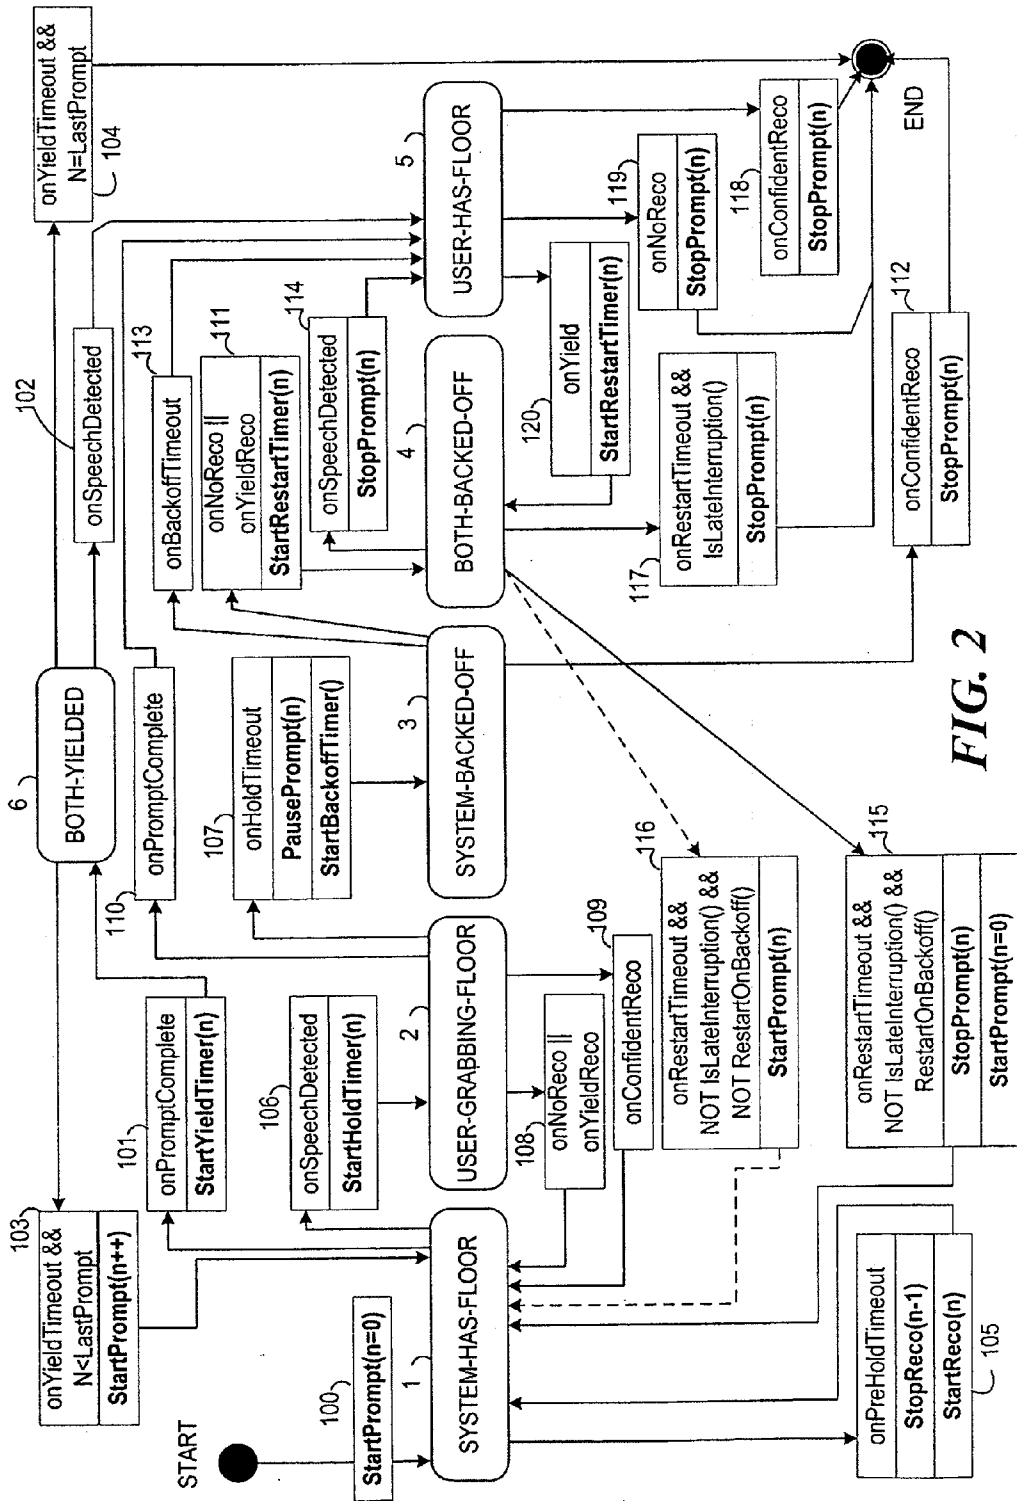 6
BOTH-YIELDED
103
onYieldTimeout &&
N<LastPrompt
StartPrompt(n++)
101
onPromptComplete
StartYieldTimer(n)
110
onPromptComplete
102
onSpeechDetected
onYieldTimeout &&
N=LastPrompt
104
START
100
StartPrompt(n=0)
106
onSpeechDetected
StartHoldTimer(n)
107
onHoldTimeout
PausePrompt(n)
StartBackoffTimer()
113
onBackoffTimeout
111
onNoReco ||
onYieldReco
StartRestartTimer(n)
114
onSpeechDetected
StopPrompt(n)
1
SYSTEM-HAS-FLOOR
2
USER-GRABBING-FLOOR
3
SYSTEM-BACKED-OFF
4
BOTH-BACKED-OFF
5
USER-HAS-FLOOR
108
onNoReco ||
onYieldReco
109
onConfidentReco
120
onYield
StartRestartTimer(n)
119
onNoReco
StopPrompt(n)
118
onConfidentReco
StopPrompt(n)
END
116
onRestartTimeout &&
NOT IsLateInterruption() &&
NOT RestartOnBackoff()
StartPrompt(n)
117
onRestartTimeout &&
IsLateInterruption()
StopPrompt(n)
112
onConfidentReco
StopPrompt(n)
105
onPreHoldTimeout
StopReco(n-1)
StartReco(n)
115
onRestartTimeout &&
NOT IsLateInterruption() &&
RestartOnBackoff()
StopPrompt(n)
StartPrompt(n=0)
FIG. 2